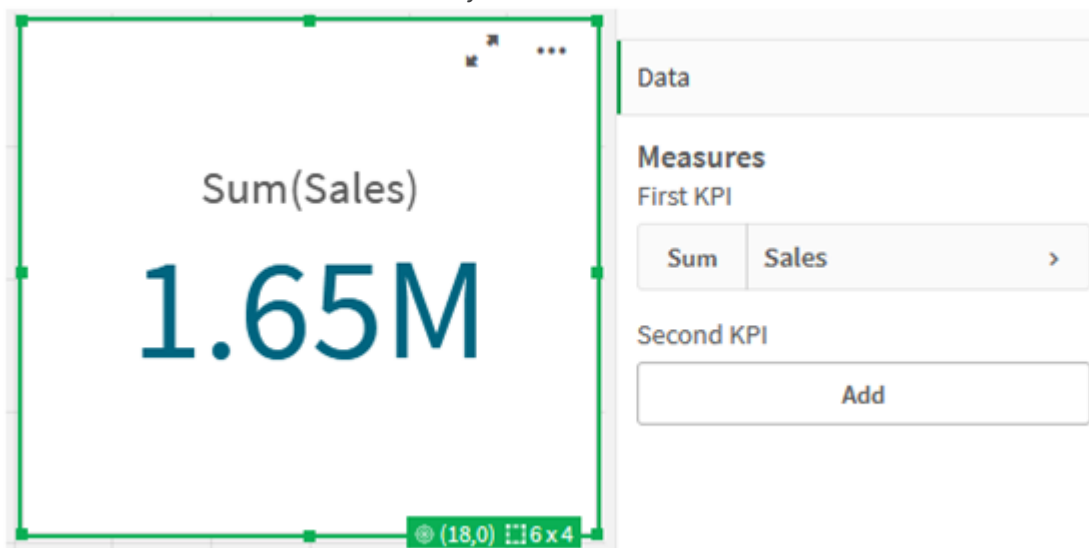 Sum(Sales)
1.65M
(18,0) 6 x 4
Data
Measures
First KPI
Sum Sales
Second KPI
Add